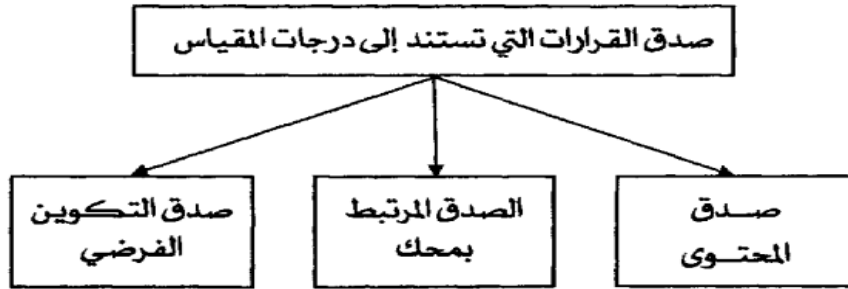 صدق القرارات التي تستند إلى درجات المقياس
صدق
المحتوى
الصدق المرتبط
بمحك
صدق التكوين
الفرضي